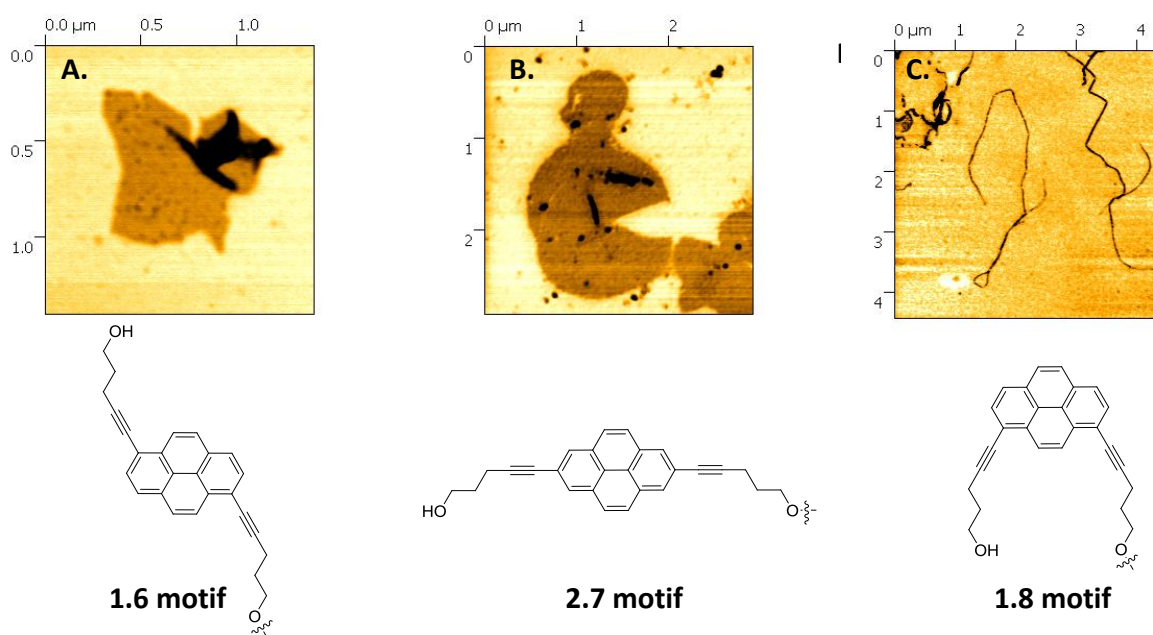 0.0 µm 0.5 1.0
0.0
0.5
1.0
A.
0 µm 1 2
0
1
2
B.
0 µm 1 2 3 4
0
1
2
3
4
C.
OH
O
1.6 motif
HO
O
2.7 motif
OH
O
1.8 motif